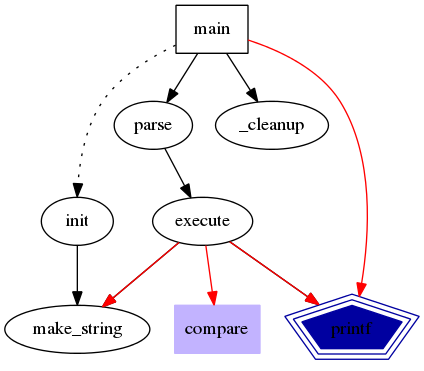 main
parse
_cleanup
init
execute
make_string
compare
printf